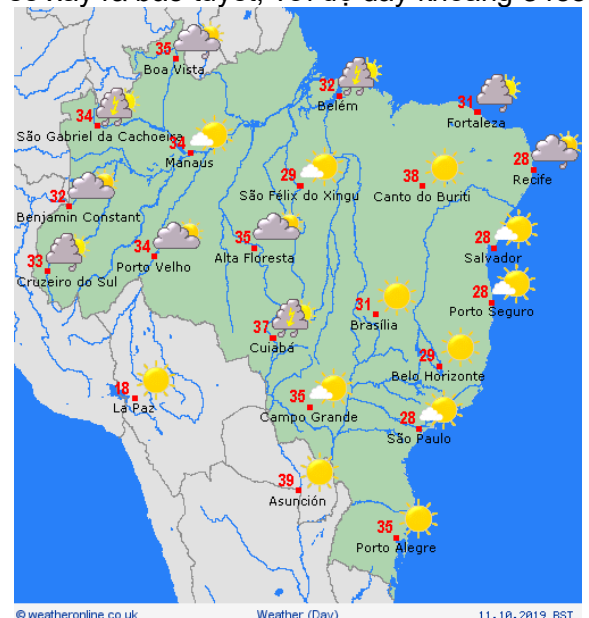 35
Boa Vista
32
Belém
31
Fortaleza
34
São Gabriel da Cachoeira
34
Manaus
28
Recife
29
São Félix do Xingu
38
Canto do Buriti
32
Benjamin Constant
33
Cruzeiro do Sul
34
Porto Velho
35
Alta Floresta
28
Salvador
28
Porto Seguro
31
Brasília
37
Cuiabá
29
Belo Horizonte
18
La Paz
35
Campo Grande
28
São Paulo
39
Asunción
35
Porto Alegre
© weatheronline.co.uk Weather (Day) 11.10.2019 BST